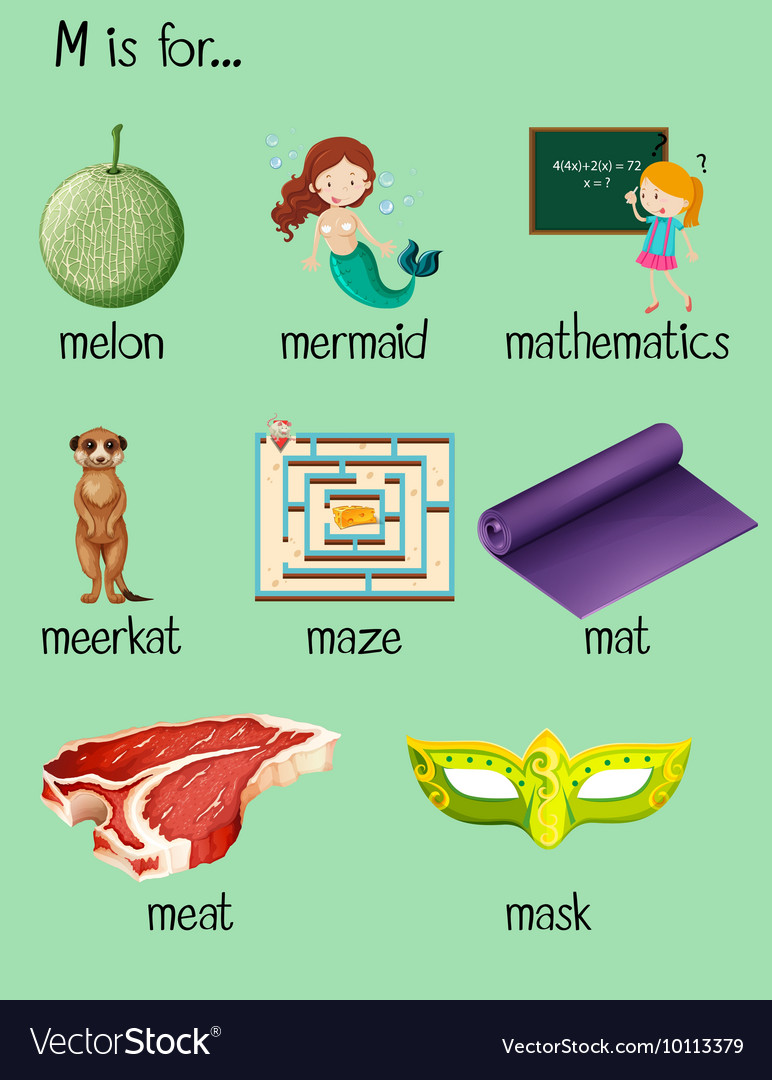 M is for...
4(4x)+2(x) = 72
x = ?
?
?
melon
mermaid
mathematics
meerkat
maze
mat
meat
mask
VectorStock®
VectorStock.com/10113379